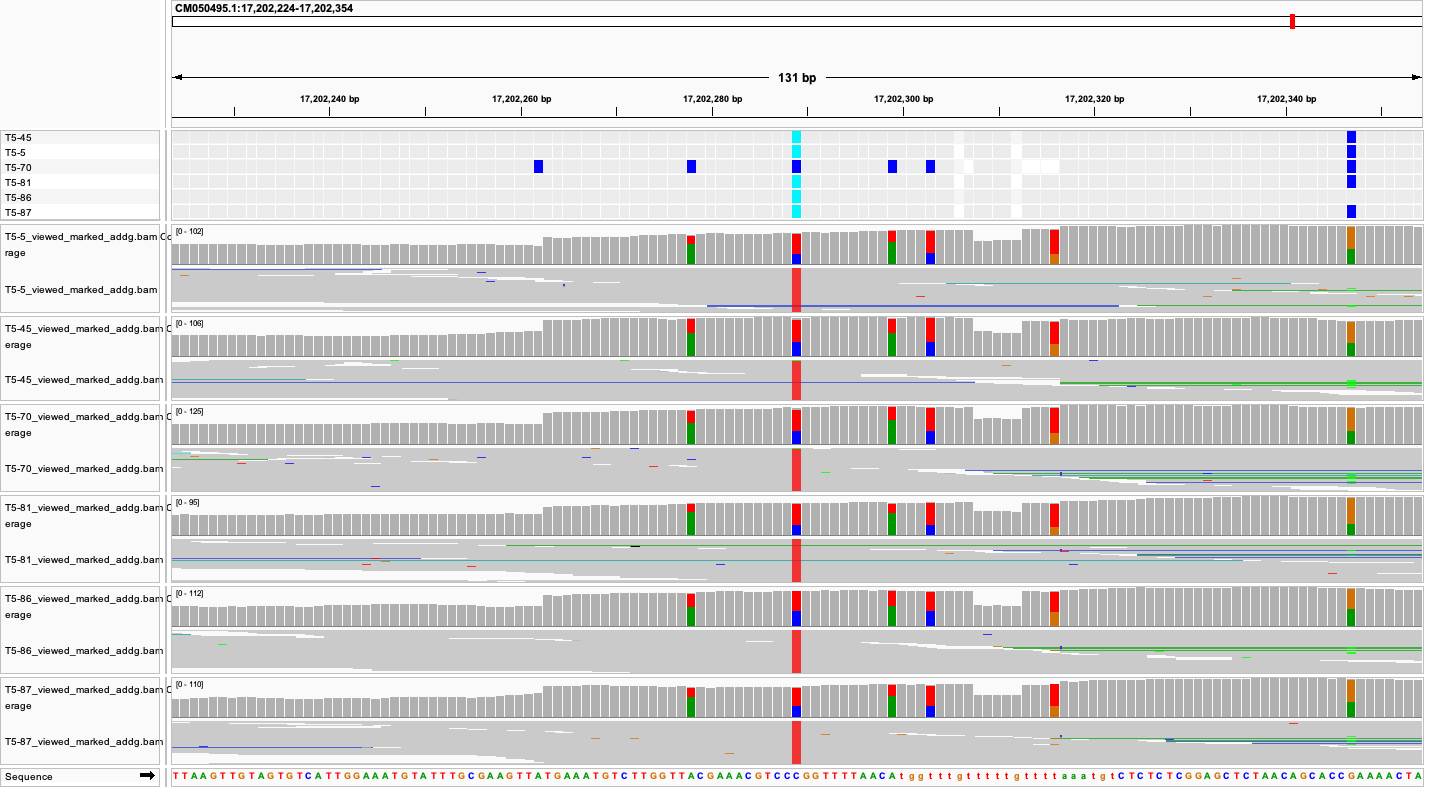 CM050495.1:17,202,224-17,202,354
131 bp
17,202,240 bp 17,202,260 bp 17,202,280 bp 17,202,300 bp 17,202,320 bp 17,202,340 bp
T5-45
T5-5
T5-70
T5-81
T5-86
T5-87
T5-5_viewed_marked_addg.bam Co
rage
[0 - 102]
T5-5_viewed_marked_addg.bam
T5-45_viewed_marked_addg.bam C
erage
[0 - 106]
T5-45_viewed_marked_addg.bam
T5-70_viewed_marked_addg.bam C
erage
[0 - 125]
T5-70_viewed_marked_addg.bam
T5-81_viewed_marked_addg.bam C
erage
[0 - 95]
T5-81_viewed_marked_addg.bam
T5-86_viewed_marked_addg.bam C
erage
[0 - 112]
T5-86_viewed_marked_addg.bam
T5-87_viewed_marked_addg.bam C
erage
[0 - 110]
T5-87_viewed_marked_addg.bam
Sequence TTAAGTTGTAGTGTCATTGGAAATGTATTTGCGAAGTTATGAAATGTCTTGGTTACGAAACGTCCCGGTTTTAACAtggtttgtttttgttttaaatgtCTCTCTCGGAGCTCTAACAGCACCGAAAACTA